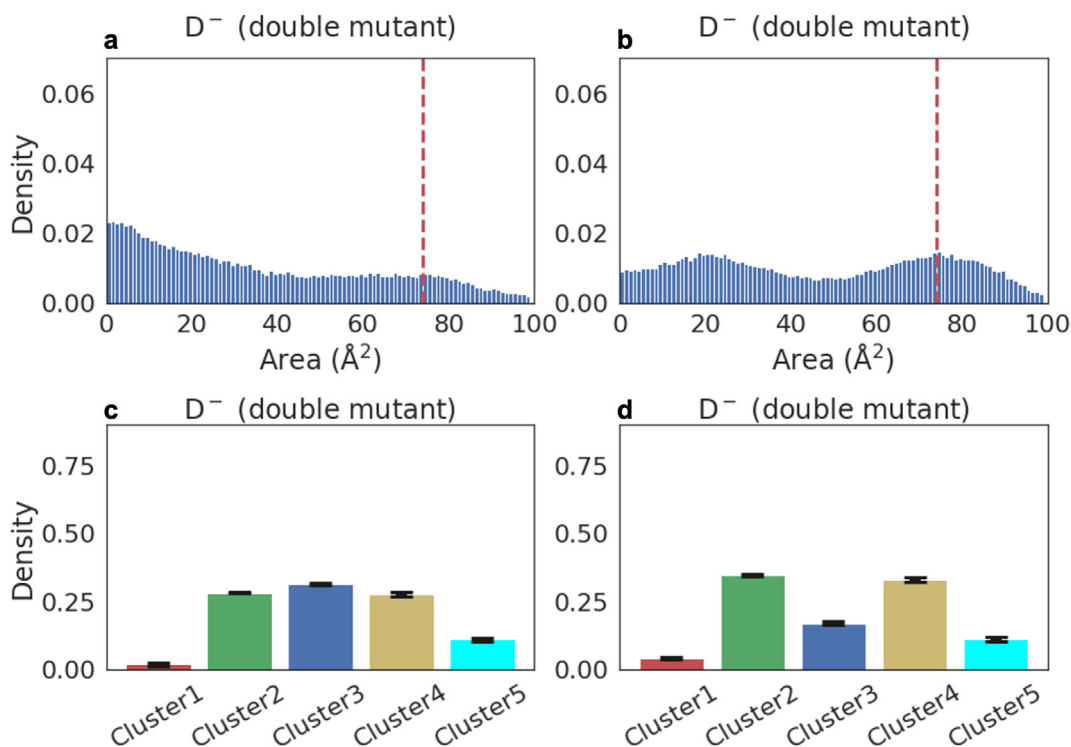 a D⁻ (double mutant)
0.06
0.04
0.02
0.00
Density
0 20 40 60 80 100
Area (Å²)
b D⁻ (double mutant)
0.06
0.04
0.02
0.00
0 20 40 60 80 100
Area (Å²)
c D⁻ (double mutant)
0.75
0.50
0.25
0.00
Density
Cluster1 Cluster2 Cluster3 Cluster4 Cluster5
d D⁻ (double mutant)
0.75
0.50
0.25
0.00
Cluster1 Cluster2 Cluster3 Cluster4 Cluster5